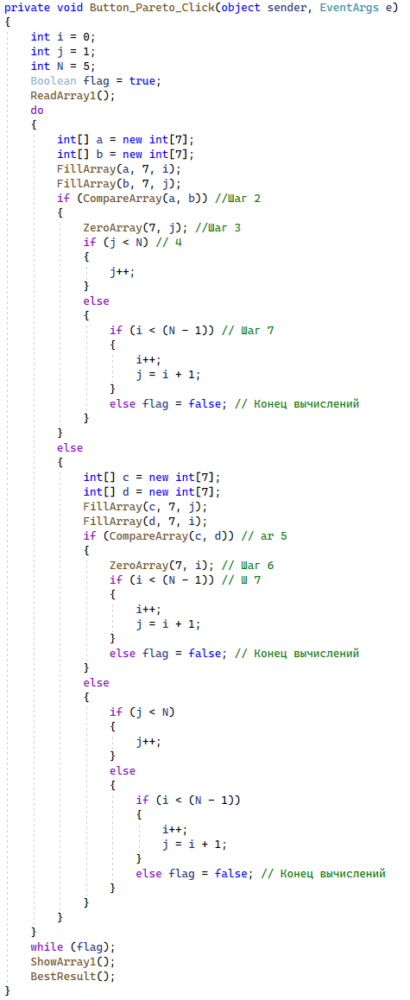 private void Button_Pareto_Click(object sender, EventArgs e)
{
    int i = 0;
    int j = 1;
    int N = 5;
    Boolean flag = true;
    ReadArray1();
    do
    {
        int[] a = new int[7];
        int[] b = new int[7];
        FillArray(a, 7, i);
        FillArray(b, 7, j);
        if (CompareArray(a, b)) //Шаг 2
        {
            ZeroArray(7, j); //Шаг 3
            if (j < N) // 4
            {
                j++;
            }
            else
            {
                if (i < (N - 1)) // Шаг 7
                {
                    i++;
                    j = i + 1;
                }
                else flag = false; // Конец вычислений
            }
        }
        else
        {
            int[] c = new int[7];
            int[] d = new int[7];
            FillArray(c, 7, j);
            FillArray(d, 7, i);
            if (CompareArray(c, d)) // аг 5
            {
                ZeroArray(7, i); // Шаг 6
                if (i < (N - 1)) // Ш 7
                {
                    i++;
                    j = i + 1;
                }
                else flag = false; // Конец вычислений
            }
            else
            {
                if (j < N)
                {
                    j++;
                }
                else
                {
                    if (i < (N - 1))
                    {
                        i++;
                        j = i + 1;
                    }
                    else flag = false; // Конец вычислений
                }
            }
        }
    }
    while (flag);
    ShowArray1();
    BestResult();
}